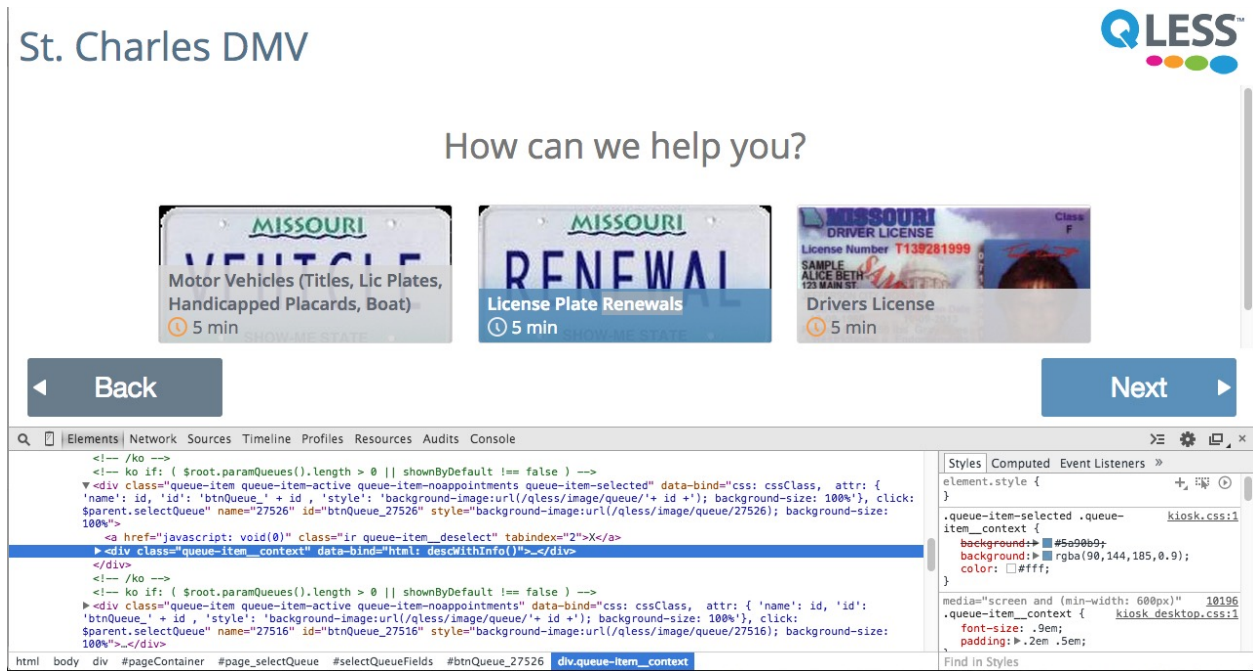 St. Charles DMV
QLESS™
How can we help you?
MISSOURI
VEHICLE
Motor Vehicles (Titles, Lic Plates,
Handicapped Placards, Boat)
5 min
SHOW-ME STATE
MISSOURI
RENEWAL
License Plate Renewals
5 min
SHOW-ME STATE
MISSOURI
DRIVER LICENSE
Class
F
License Number T139281999
SAMPLE
ALICE BETH
123 MAIN ST
Drivers License
5 min
Back
Next
Elements Network Sources Timeline Profiles Resources Audits Console
<!-- /ko -->
<!-- ko if: ( $root.paramQueues().length > 0 || shownByDefault !== false ) -->
▼<div class="queue-item queue-item-active queue-item-noappointments queue-item-selected" data-bind="css: cssClass,  attr: {
'name': id, 'id': 'btnQueue_' + id , 'style': 'background-image:url(/qless/image/queue/'+ id +'); background-size: 100%'}, click:
$parent.selectQueue" name="27526" id="btnQueue_27526" style="background-image:url(/qless/image/queue/27526); background-size:
100%">
<a href="javascript: void(0)" class="ir queue-item__deselect" tabindex="2">X</a>
▶<div class="queue-item__context" data-bind="html: descWithInfo()">…</div>
</div>
<!-- /ko -->
<!-- ko if: ( $root.paramQueues().length > 0 || shownByDefault !== false ) -->
▶<div class="queue-item queue-item-active queue-item-noappointments" data-bind="css: cssClass,  attr: { 'name': id, 'id':
'btnQueue_' + id , 'style': 'background-image:url(/qless/image/queue/'+ id +'); background-size: 100%'}, click:
$parent.selectQueue" name="27516" id="btnQueue_27516" style="background-image:url(/qless/image/queue/27516); background-size:
100%">…</div>
html body div #pageContainer #page_selectQueue #selectQueueFields #btnQueue_27526 div.queue-item__context
Styles Computed Event Listeners »
element.style {
}
.queue-item-selected .queue-item__context { kiosk.css:1
background:▶ #5a90b9;
background:▶ rgba(90,144,185,0.9);
color: #fff;
}
media="screen and (min-width: 600px)" 10196
.queue-item__context { kiosk_desktop.css:1
font-size: .9em;
padding:▶.2em .5em;
Find in Styles